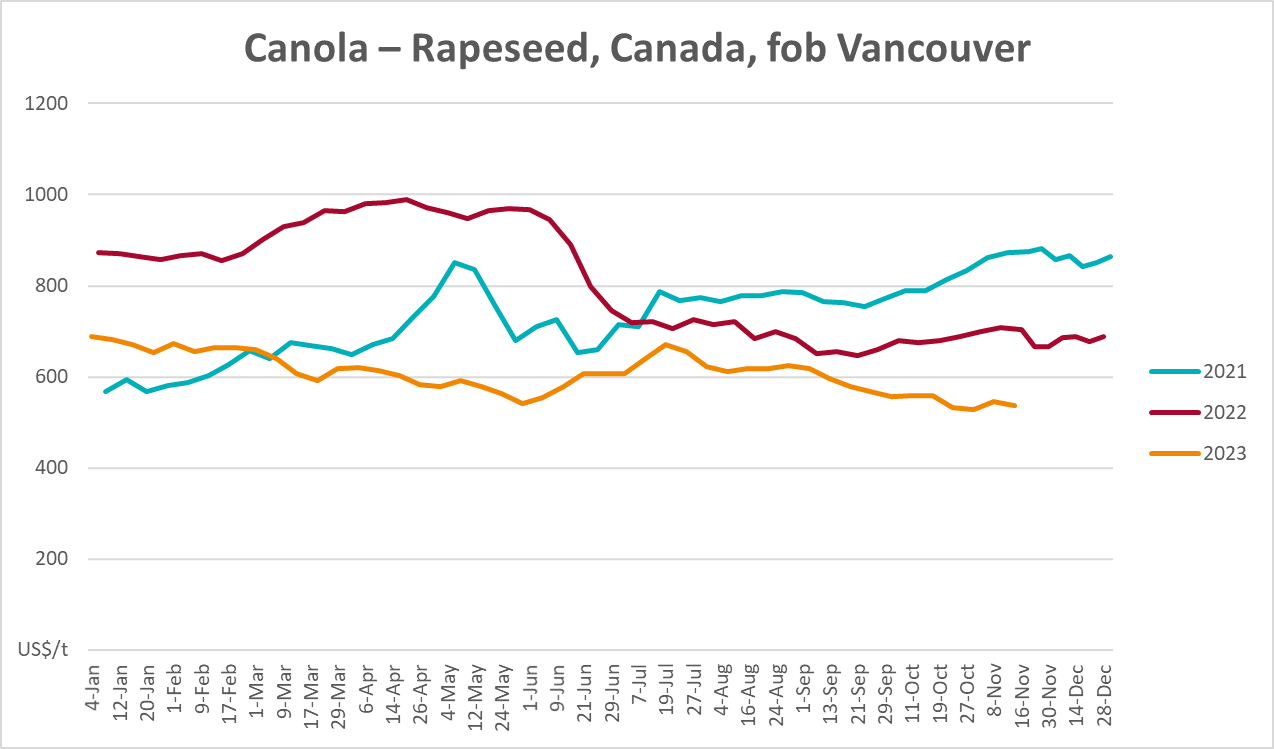 Canola – Rapeseed, Canada, fob Vancouver
1200
1000
800
600
400
200
US$/t
4-Jan
12-Jan
20-Jan
1-Feb
9-Feb
17-Feb
1-Mar
9-Mar
17-Mar
29-Mar
6-Apr
14-Apr
26-Apr
4-May
12-May
24-May
1-Jun
9-Jun
21-Jun
29-Jun
7-Jul
19-Jul
27-Jul
4-Aug
16-Aug
24-Aug
1-Sep
13-Sep
21-Sep
29-Sep
11-Oct
19-Oct
27-Oct
8-Nov
16-Nov
30-Nov
14-Dec
28-Dec
2021
2022
2023